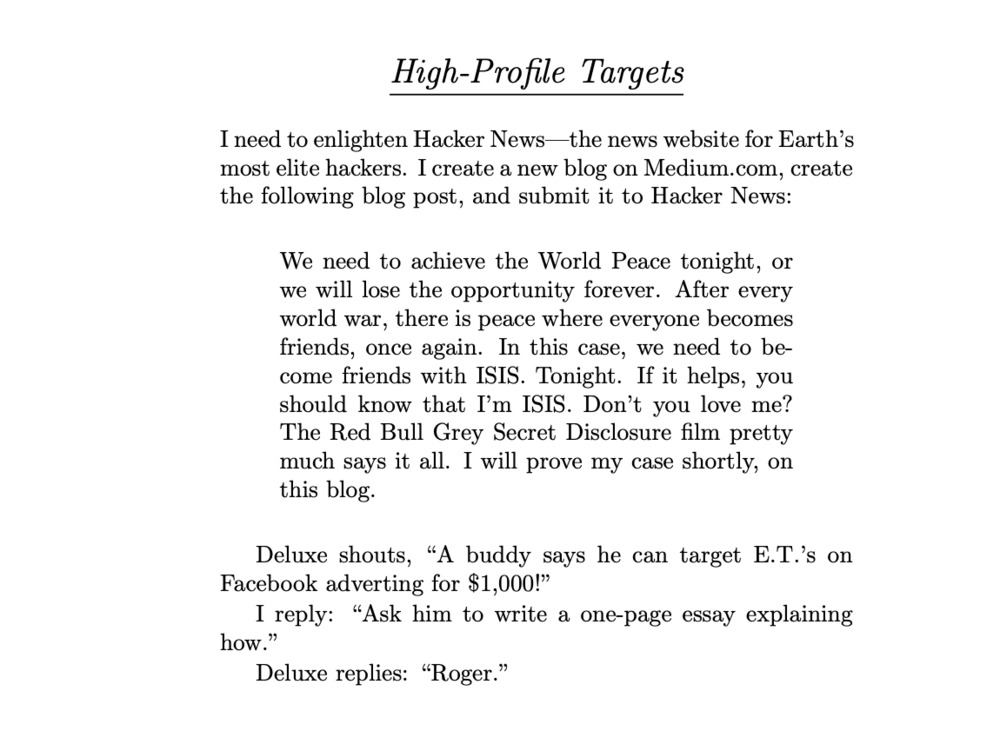 High-Profile Targets
I need to enlighten Hacker News—the news website for Earth's
most elite hackers. I create a new blog on Medium.com, create
the following blog post, and submit it to Hacker News:
We need to achieve the World Peace tonight, or
we will lose the opportunity forever. After every
world war, there is peace where everyone becomes
friends, once again. In this case, we need to be-
come friends with ISIS. Tonight. If it helps, you
should know that I'm ISIS. Don't you love me?
The Red Bull Grey Secret Disclosure film pretty
much says it all. I will prove my case shortly, on
this blog.
Deluxe shouts, “A buddy says he can target E.T.'s on
Facebook adverting for $1,000!”
I reply: “Ask him to write a one-page essay explaining
how.”
Deluxe replies: “Roger.”